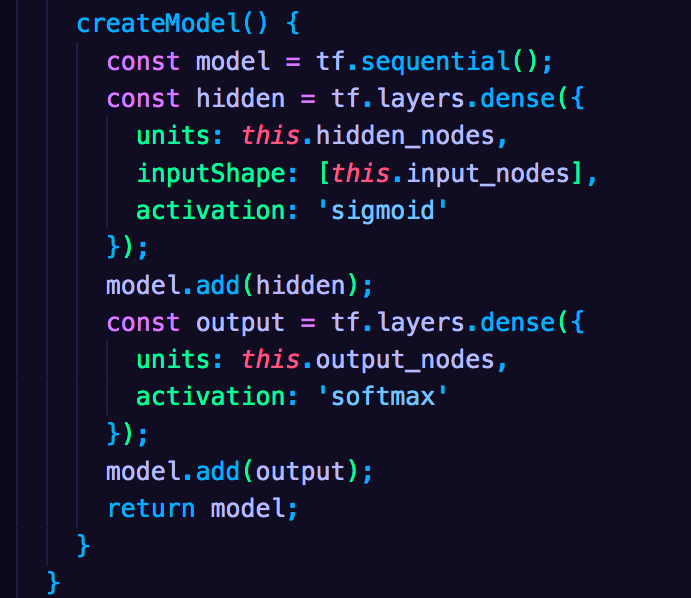 createModel() {
const model = tf.sequential();
const hidden = tf.layers.dense({
units: this.hidden_nodes,
inputShape: [this.input_nodes],
activation: 'sigmoid'
});
model.add(hidden);
const output = tf.layers.dense({
units: this.output_nodes,
activation: 'softmax'
});
model.add(output);
return model;
}
}